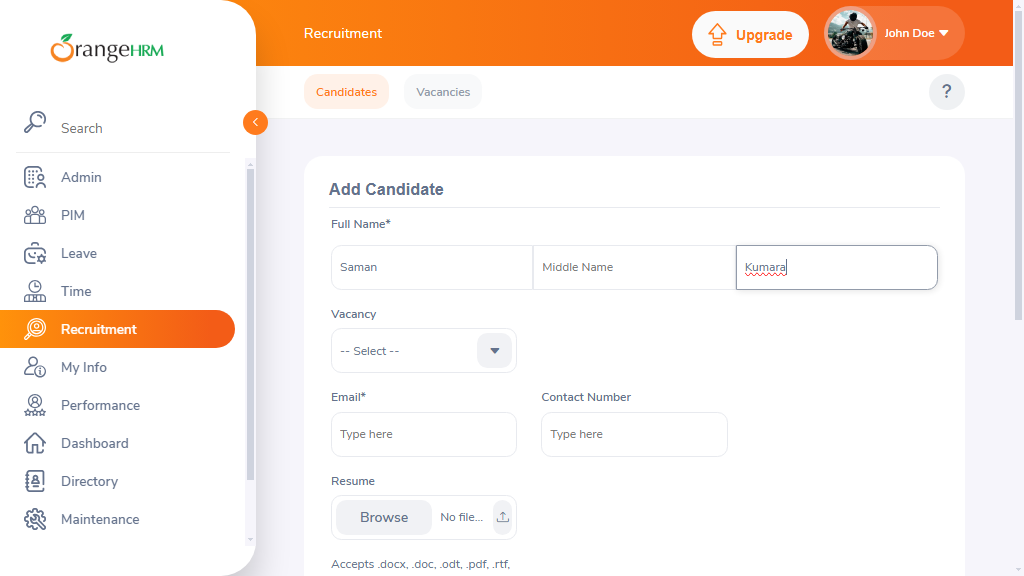 OrangeHRM
Recruitment
Upgrade
John Doe
Candidates
Vacancies
?
Search
Admin
PIM
Leave
Time
Recruitment
My Info
Performance
Dashboard
Directory
Maintenance
Add Candidate
Full Name*
Saman
Middle Name
Kumara
Vacancy
-- Select --
Email*
Contact Number
Type here
Type here
Resume
Browse
No file...
Accepts .docx, .doc, .odt, .pdf, .rtf,